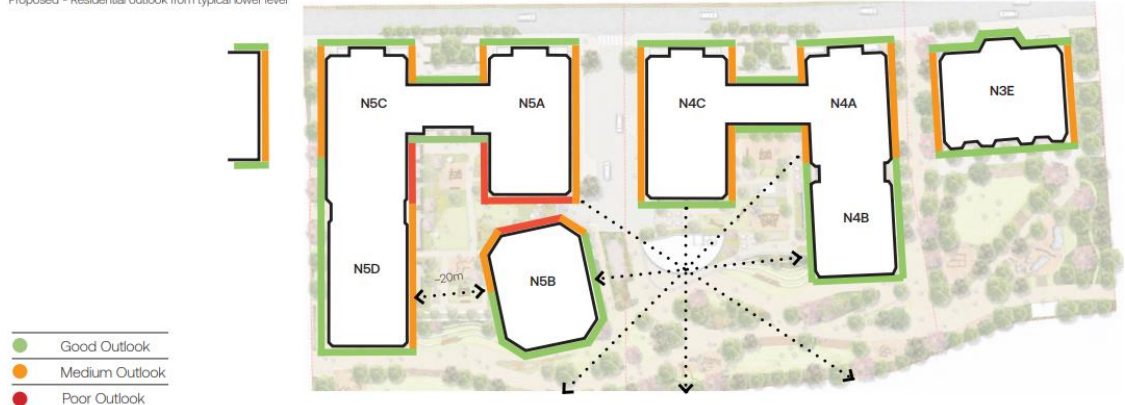 Proposed - Residential outlook from typical lower level
N5C
N5A
N4C
N4A
N3E
N4B
N5D
~20m
N5B
Good Outlook
Medium Outlook
Poor Outlook